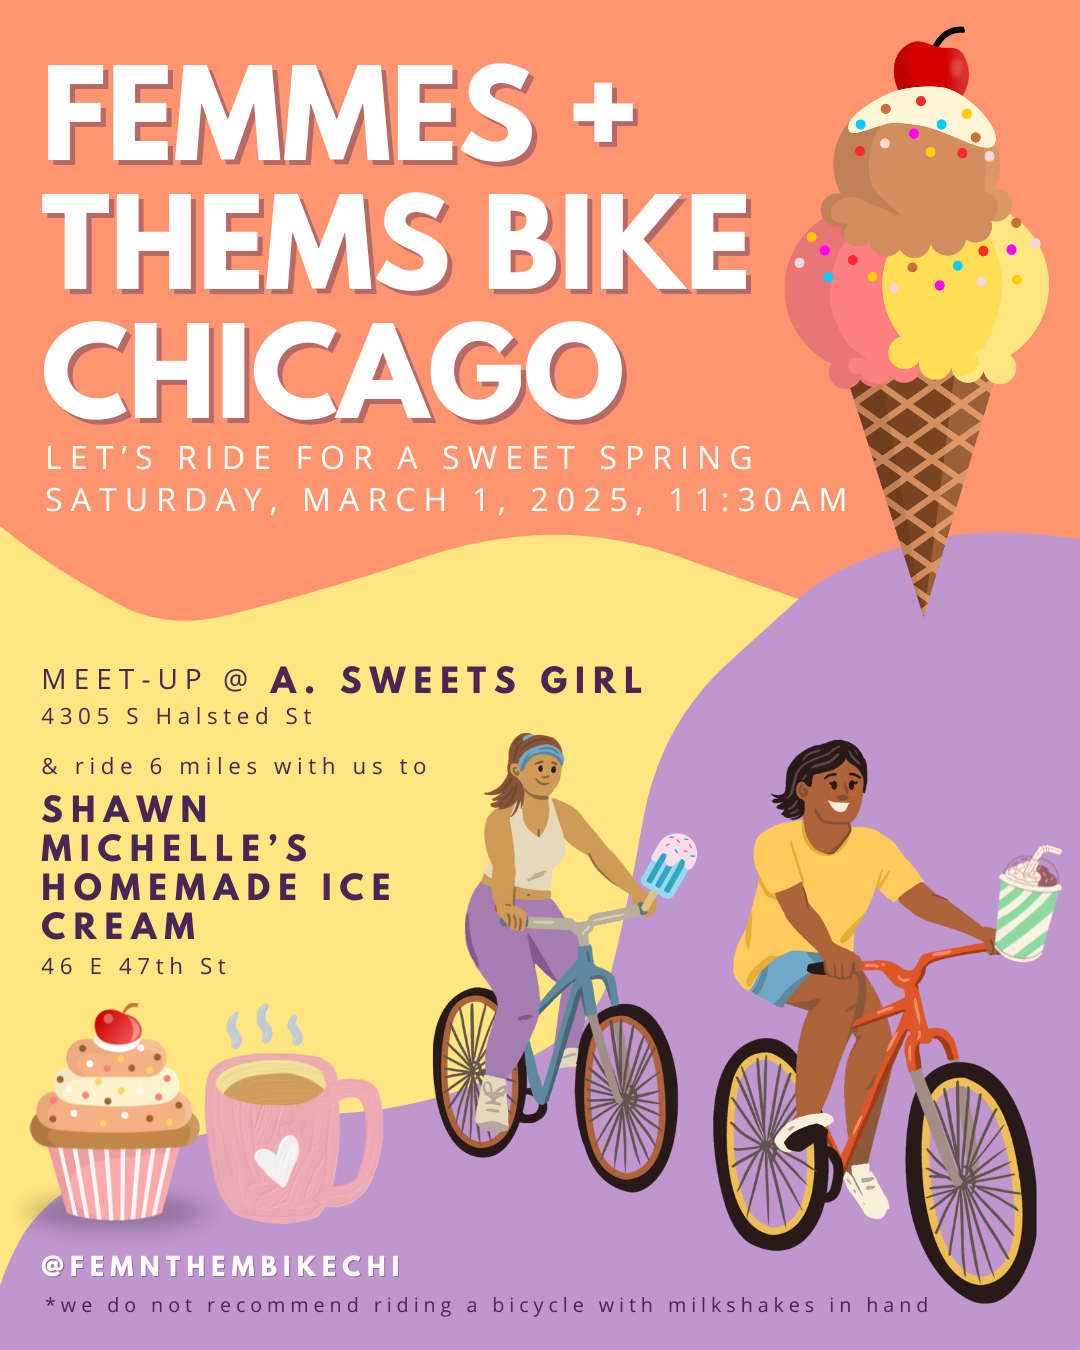 FEMMES +
THEMS BIKE
CHICAGO
LET’S RIDE FOR A SWEET SPRING
SATURDAY, MARCH 1, 2025, 11:30AM
MEET-UP @ A. SWEETS GIRL
4305 S Halsted St
& ride 6 miles with us to
SHAWN
MICHELLE’S
HOMEMADE ICE
CREAM
46 E 47th St
@FEMNTHEMBIKECHI
*we do not recommend riding a bicycle with milkshakes in hand